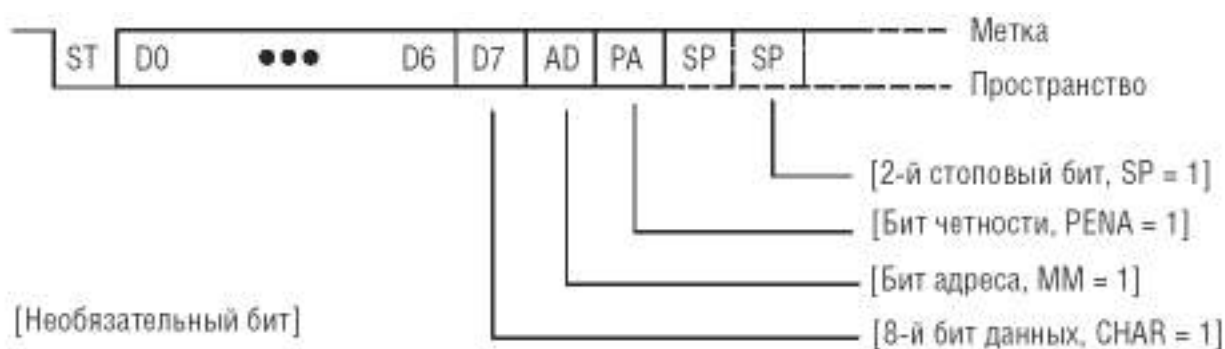 Метка
ST D0 ••• D6 D7 AD PA SP SP
Пространство
[2-й стоповый бит, SP = 1]
[Бит четности, PENA = 1]
[Бит адреса, MM = 1]
[Необязательный бит]
[8-й бит данных, CHAR = 1]